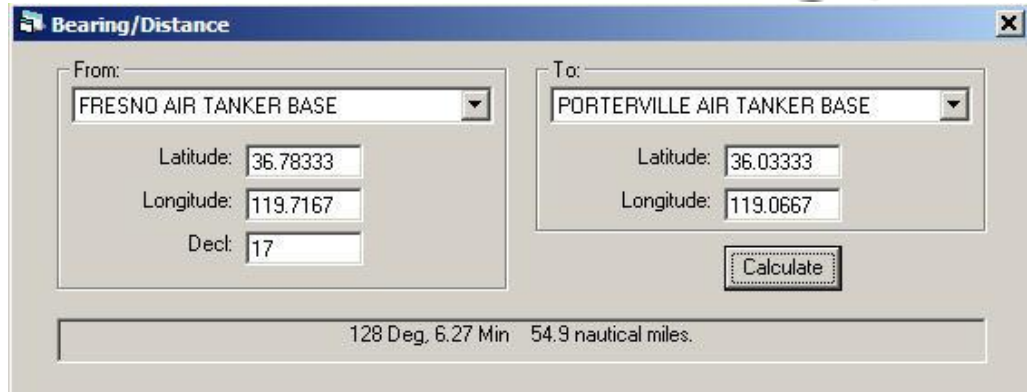 Bearing/Distance
From:
FRESNO AIR TANKER BASE
Latitude: 36.78333
Longitude: 119.7167
Decl: 17
To:
PORTERVILLE AIR TANKER BASE
Latitude: 36.03333
Longitude: 119.0667
Calculate
128 Deg, 6.27 Min 54.9 nautical miles.